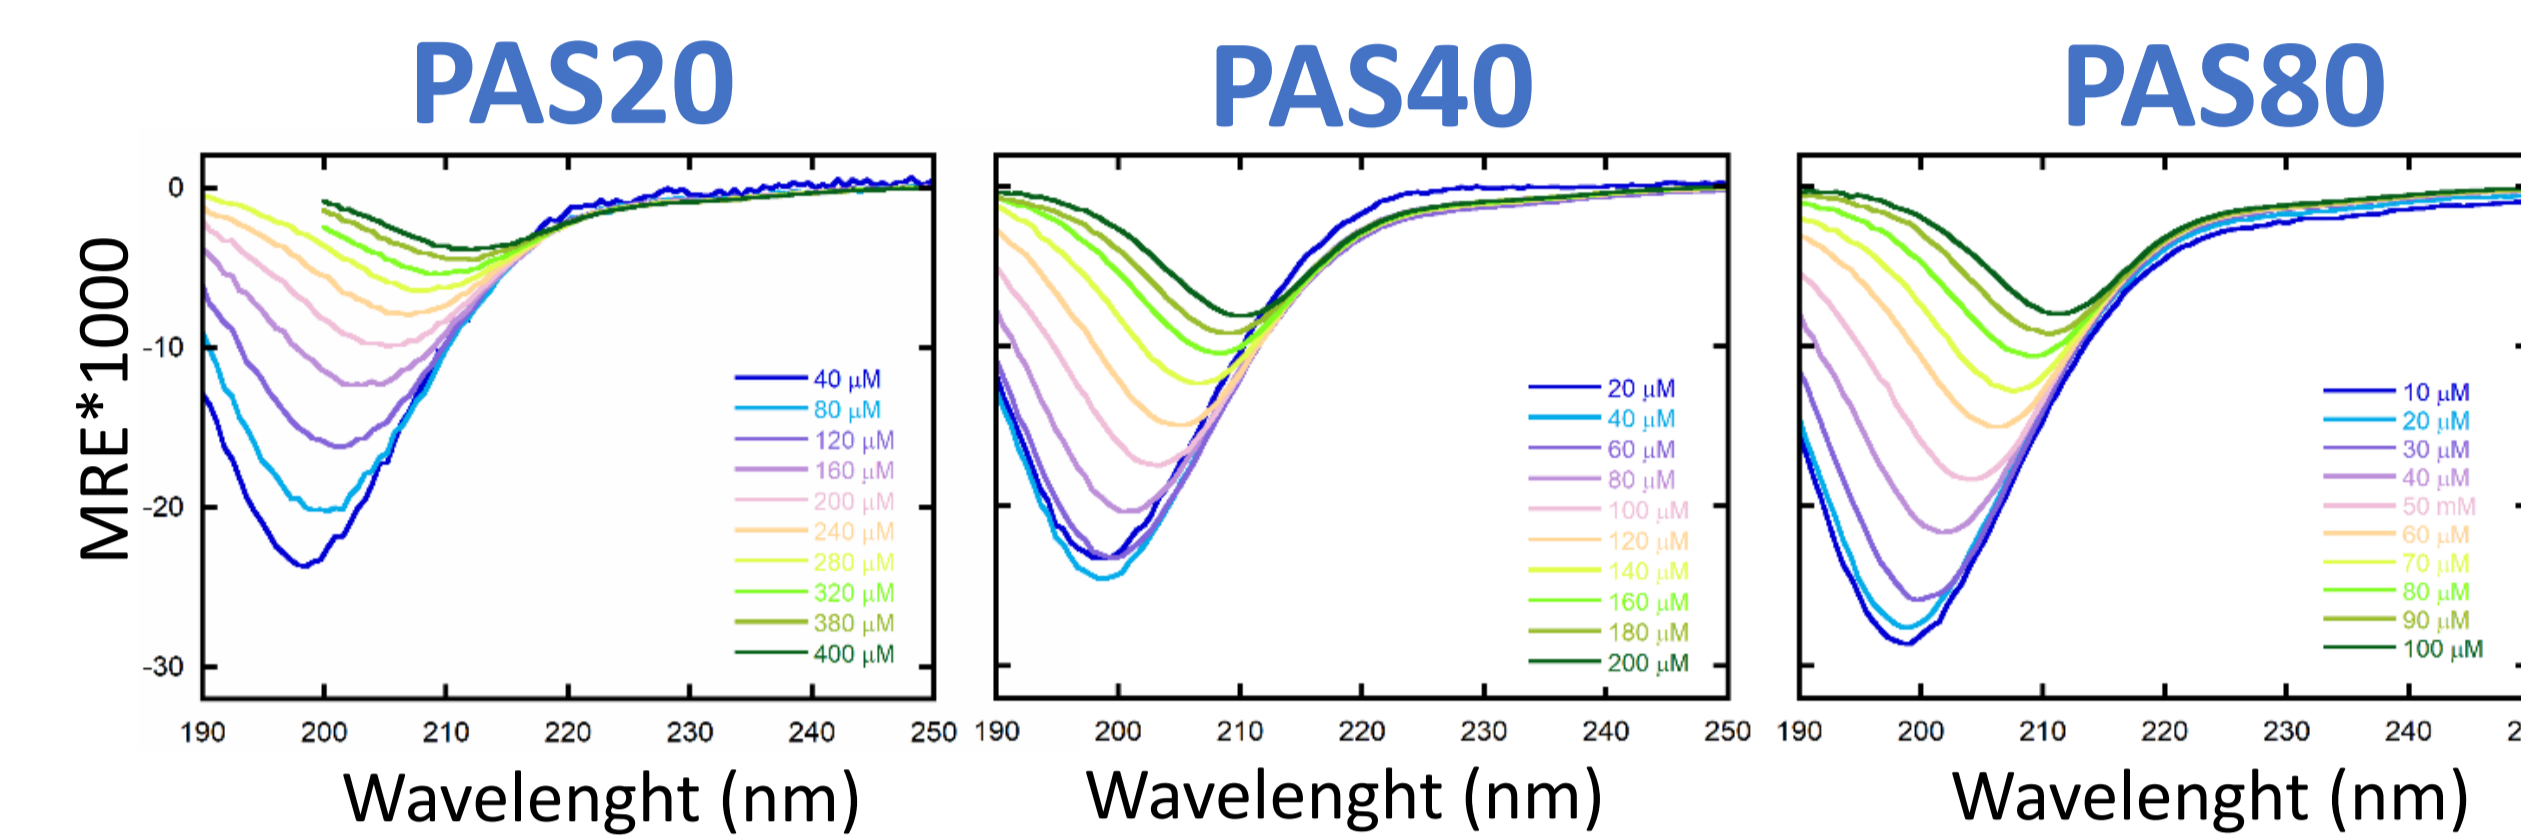 PAS20
PAS40
PAS80
MRE*1000
0
-10
-20
-30
40 µM
80 µM
120 µM
160 µM
200 µM
240 µM
280 µM
320 µM
380 µM
400 µM
190 200 210 220 230 240 250
Wavelenght (nm)
20 µM
40 µM
60 µM
80 µM
100 µM
120 µM
140 µM
160 µM
180 µM
200 µM
190 200 210 220 230 240 250
Wavelenght (nm)
10 µM
20 µM
30 µM
40 µM
50 mM
60 µM
70 µM
80 µM
90 µM
100 µM
190 200 210 220 230 240 2
Wavelenght (nm)